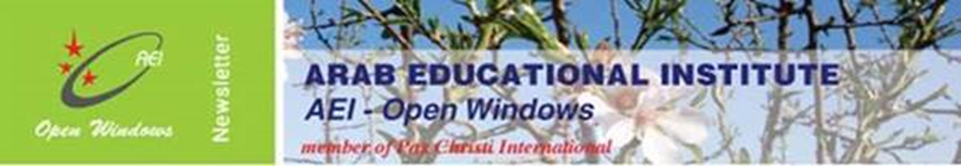 AEI
Open Windows
Newsletter
ARAB EDUCATIONAL INSTITUTE
AEI - Open Windows
member of Pax Christi International